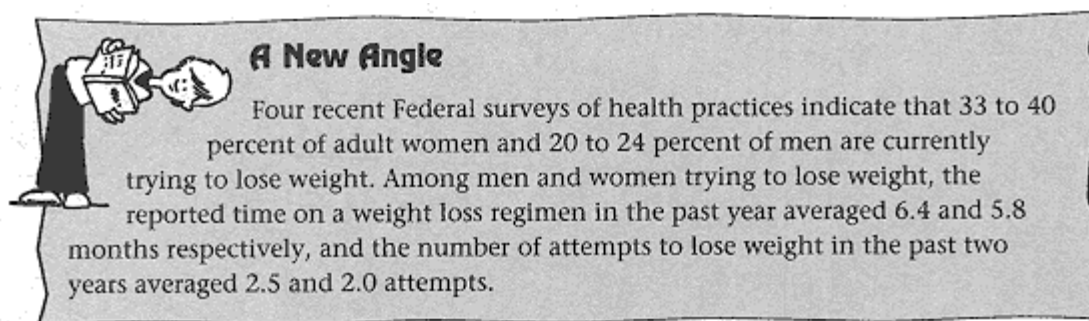 A New Angle
Four recent Federal surveys of health practices indicate that 33 to 40
percent of adult women and 20 to 24 percent of men are currently
trying to lose weight. Among men and women trying to lose weight, the
reported time on a weight loss regimen in the past year averaged 6.4 and 5.8
months respectively, and the number of attempts to lose weight in the past two
years averaged 2.5 and 2.0 attempts.